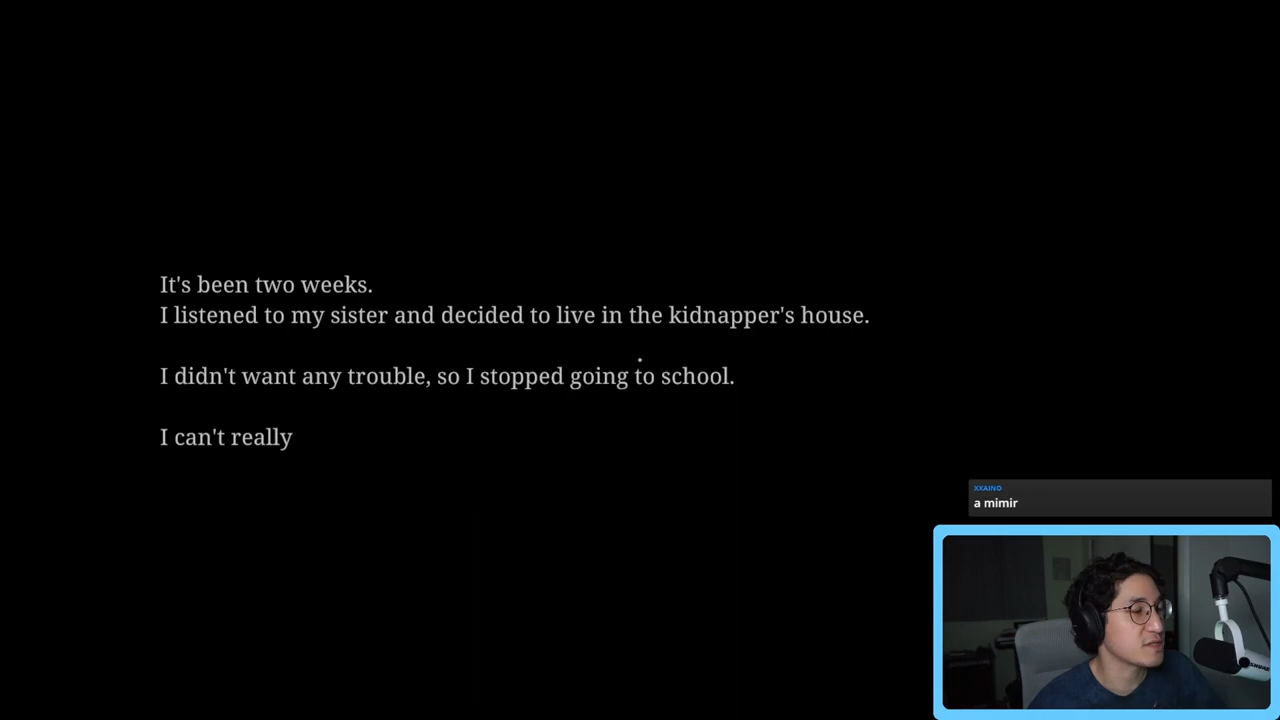 It's been two weeks.
I listened to my sister and decided to live in the kidnapper's house.
I didn't want any trouble, so I stopped going to school.
I can't really
XXAINO
a mimir